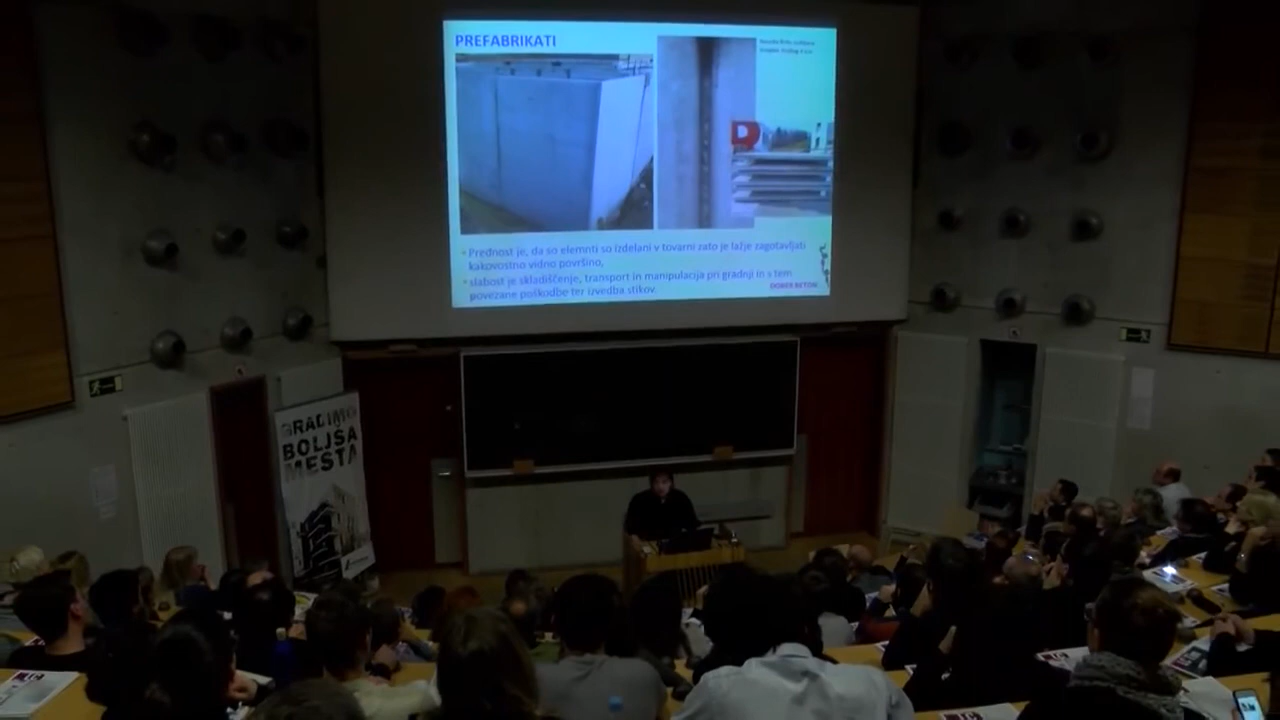 PREFABRIKATI
- Prednost je, da so elemnti so izdelani v tovarni zato je lažje zagotavljati
kakovostno vidno površino,
- slabost je skladiščenje, transport in manipulacija pri gradnji in s tem
povezane poškodbe ter izvedba stikov.
DOBER BETON
GRADIMO
BOLJŠA
MESTA